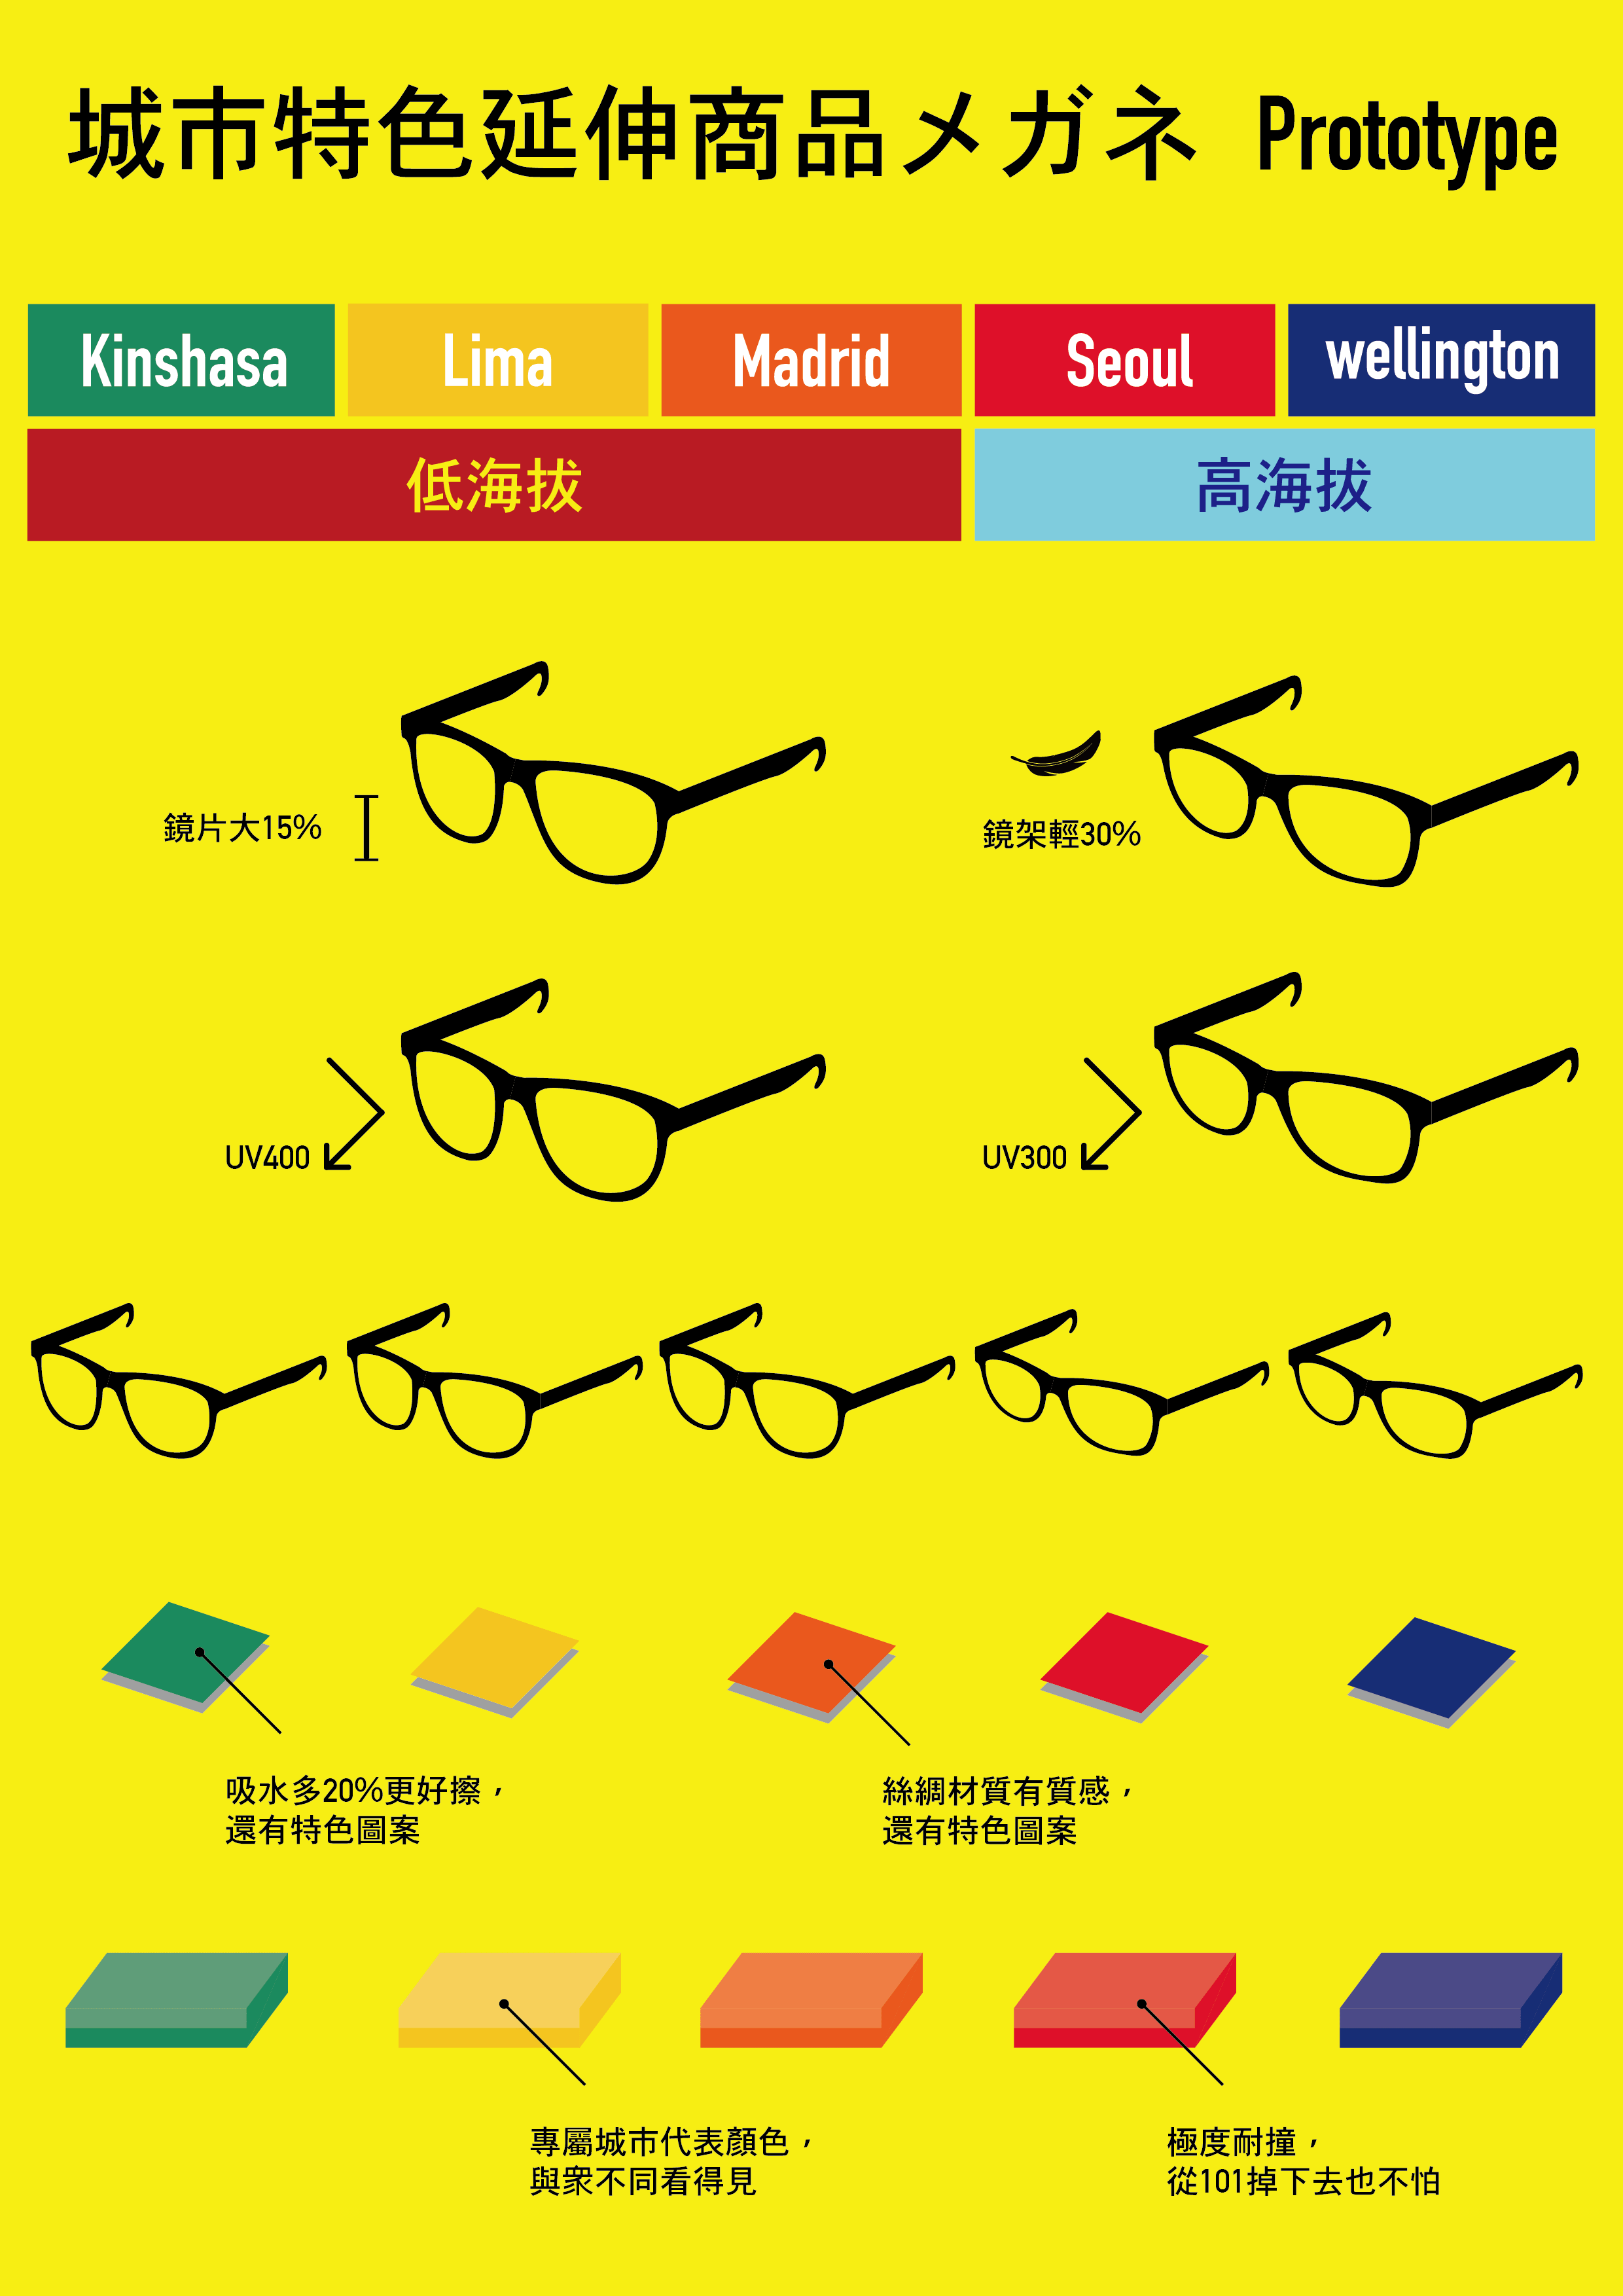 城市特色延伸商品メガネ Prototype
Kinshasa
Lima
Madrid
Seoul
wellington
低海拔
高海拔
鏡片大15%
鏡架輕30%
UV400
UV300
吸水多20%更好擦，
還有特色圖案
絲綢材質有質感，
還有特色圖案
專屬城市代表顏色，
與眾不同看得見
極度耐撞，
從101掉下去也不怕